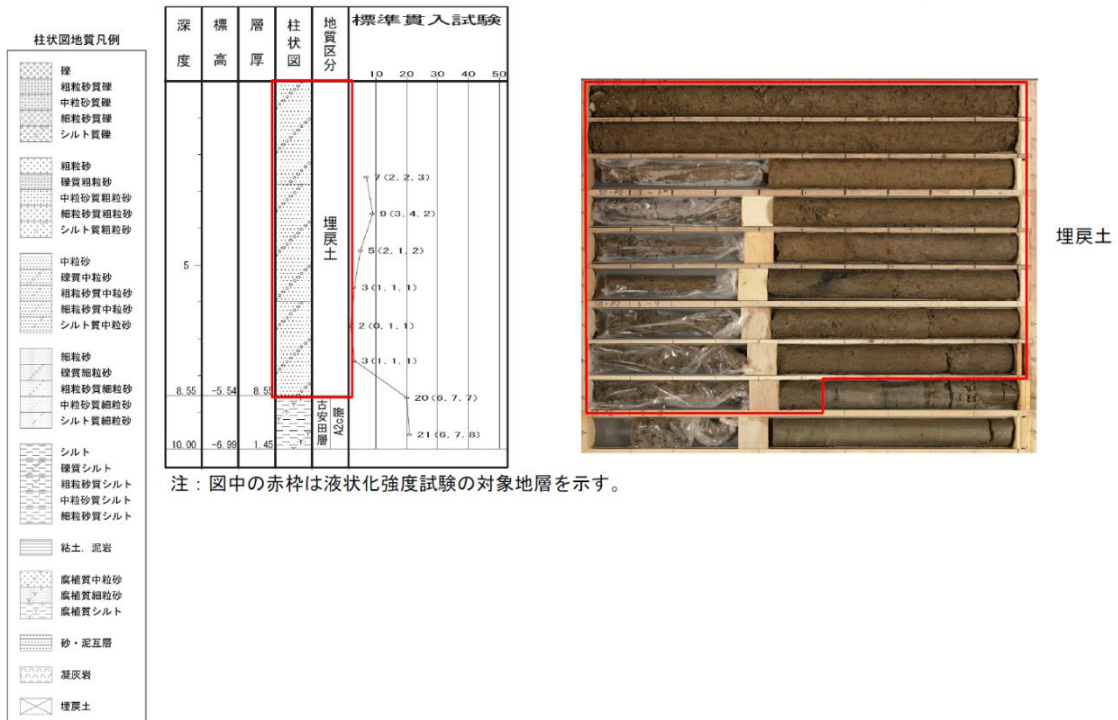 柱状図地質凡例
礫
粗粒砂質礫
中粒砂質礫
細粒砂質礫
シルト質礫
粗粒砂
礫質粗粒砂
中粒砂質粗粒砂
細粒砂質粗粒砂
シルト質粗粒砂
中粒砂
礫質中粒砂
粗粒砂質中粒砂
細粒砂質中粒砂
シルト質中粒砂
細粒砂
礫質細粒砂
粗粒砂質細粒砂
中粒砂質細粒砂
シルト質細粒砂
シルト
礫質シルト
粗粒砂質シルト
中粒砂質シルト
細粒砂質シルト
粘土，泥岩
腐植質中粒砂
腐植質細粒砂
腐植質シルト
砂・泥互層
凝灰岩
埋戻土
深度
標高
層厚
柱状図
地質区分
標準貫入試験
10 20 30 40 50
7(2, 2, 3)
9(3, 4, 2)
5(2, 1, 2)
3(1, 1, 1)
2(0, 1, 1)
3(1, 1, 1)
20(6, 7, 7)
21(6, 7, 8)
5
8.55 -5.54 8.55
10.00 -6.99 1.45
埋戻土
古安田層
A2c層
注：図中の赤枠は液状化強度試験の対象地層を示す。
埋戻土